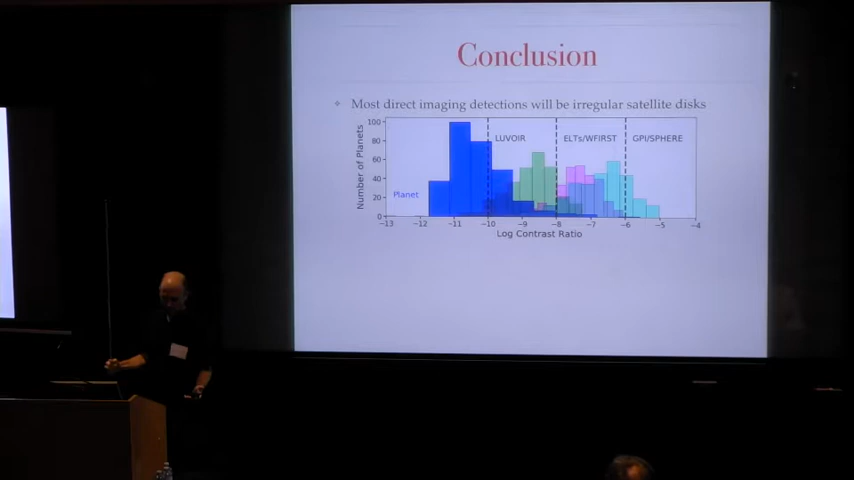 Conclusion
Most direct imaging detections will be irregular satellite disks
Number of Planets
100
80
60
40
20
0
LUVOIR
ELTs/WFIRST
GPI/SPHERE
Planet
−13 −12 −11 −10 −9 −8 −7 −6 −5 −4
Log Contrast Ratio